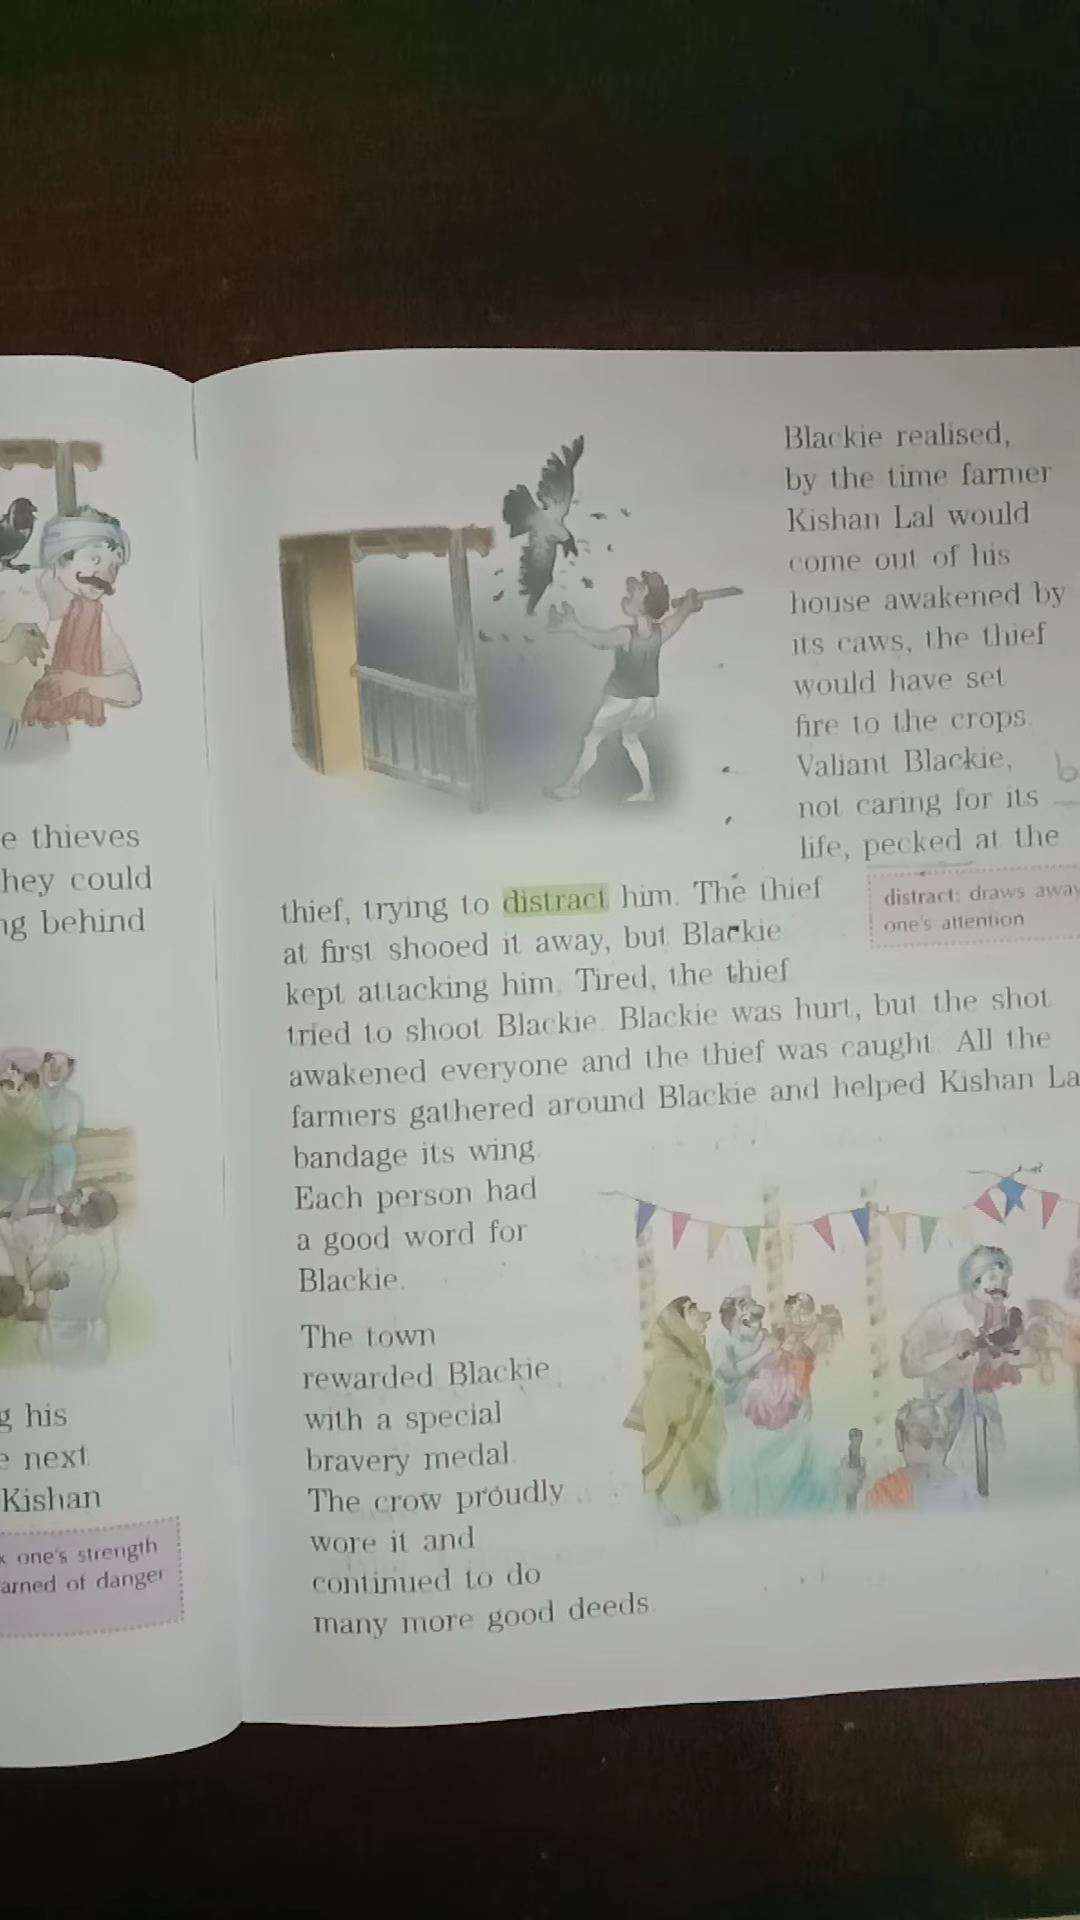 e thieves
hey could
ng behind
g his
e next
Kishan
one's strength
arned of danger
Blackie realised,
by the time farmer
Kishan Lal would
come out of his
house awakened by
its caws, the thief
would have set
fire to the crops.
Valiant Blackie,
not caring for its
life, pecked at the
thief, trying to distract him. The thief
at first shooed it away, but Blackie
kept attacking him. Tired, the thief
tried to shoot Blackie. Blackie was hurt, but the shot
awakened everyone and the thief was caught. All the
farmers gathered around Blackie and helped Kishan La
bandage its wing.
Each person had
a good word for
Blackie.
distract: draws away
one's attention
The town
rewarded Blackie
with a special
bravery medal.
The crow proudly
wore it and
continued to do
many more good deeds.